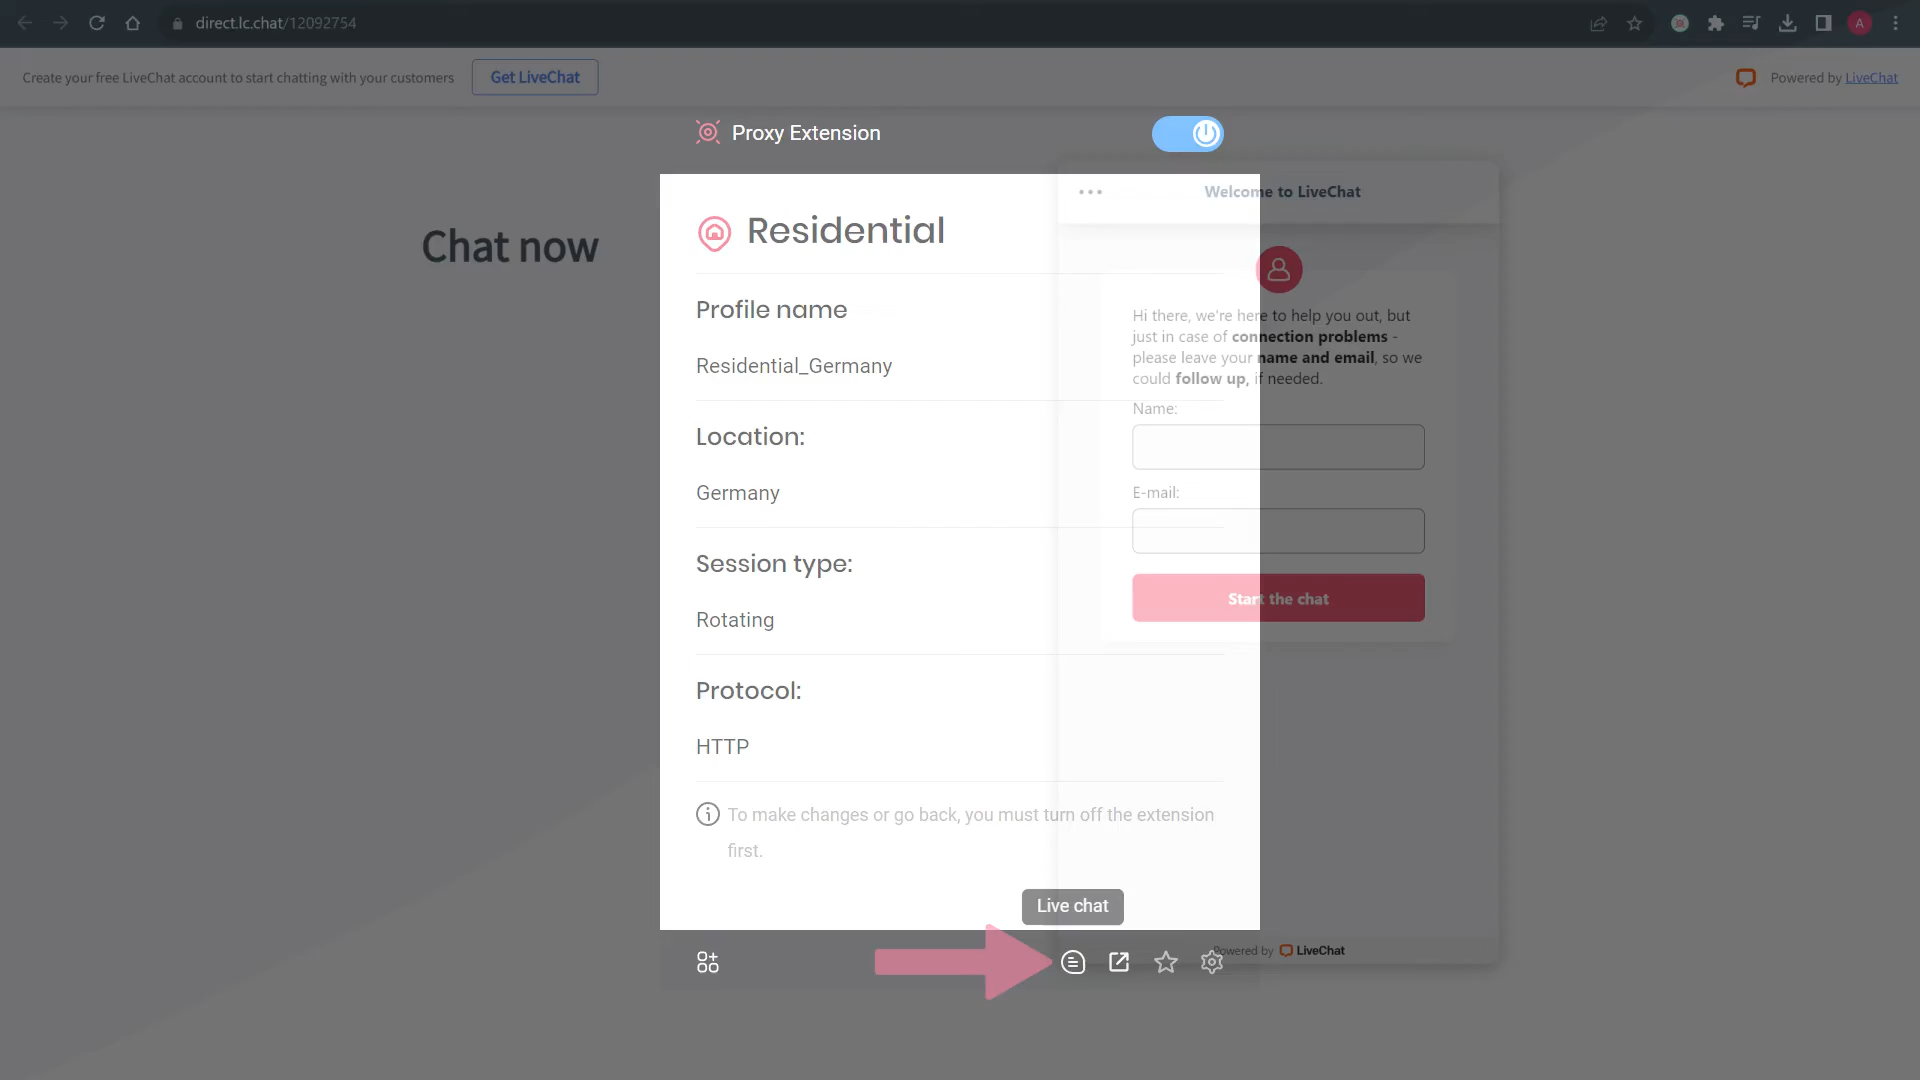 direct.lc.chat/12092754
A
Create your free LiveChat account to start chatting with your customers
Get LiveChat
Powered by LiveChat
Proxy Extension
Chat now
Residential
Profile name
Residential_Germany
Location:
Germany
Session type:
Rotating
Protocol:
HTTP
To make changes or go back, you must turn off the extension
first.
Live chat
Welcome to LiveChat
Hi there, we're here to help you out, but
just in case of connection problems -
please leave your name and email, so we
could follow up, if needed.
Name:
E-mail:
Start the chat
Powered by LiveChat